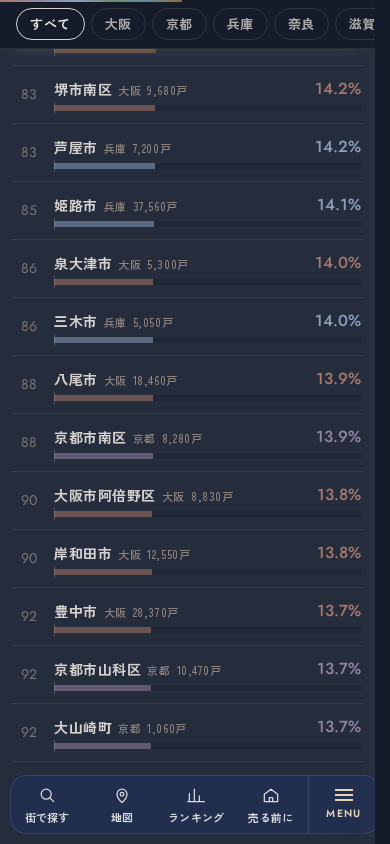 すべて 大阪 京都 兵庫 奈良 滋賀
83 堺市南区 大阪 9,680戸 14.2%
83 芦屋市 兵庫 7,200戸 14.2%
85 姫路市 兵庫 37,560戸 14.1%
86 泉大津市 大阪 5,300戸 14.0%
86 三木市 兵庫 5,050戸 14.0%
88 八尾市 大阪 18,460戸 13.9%
88 京都市南区 京都 8,280戸 13.9%
90 大阪市阿倍野区 大阪 8,830戸 13.8%
90 岸和田市 大阪 12,550戸 13.8%
92 豊中市 大阪 28,370戸 13.7%
92 京都市山科区 京都 10,470戸 13.7%
92 大山崎町 京都 1,060戸 13.7%
街で探す 地図 ランキング 売る前に MENU